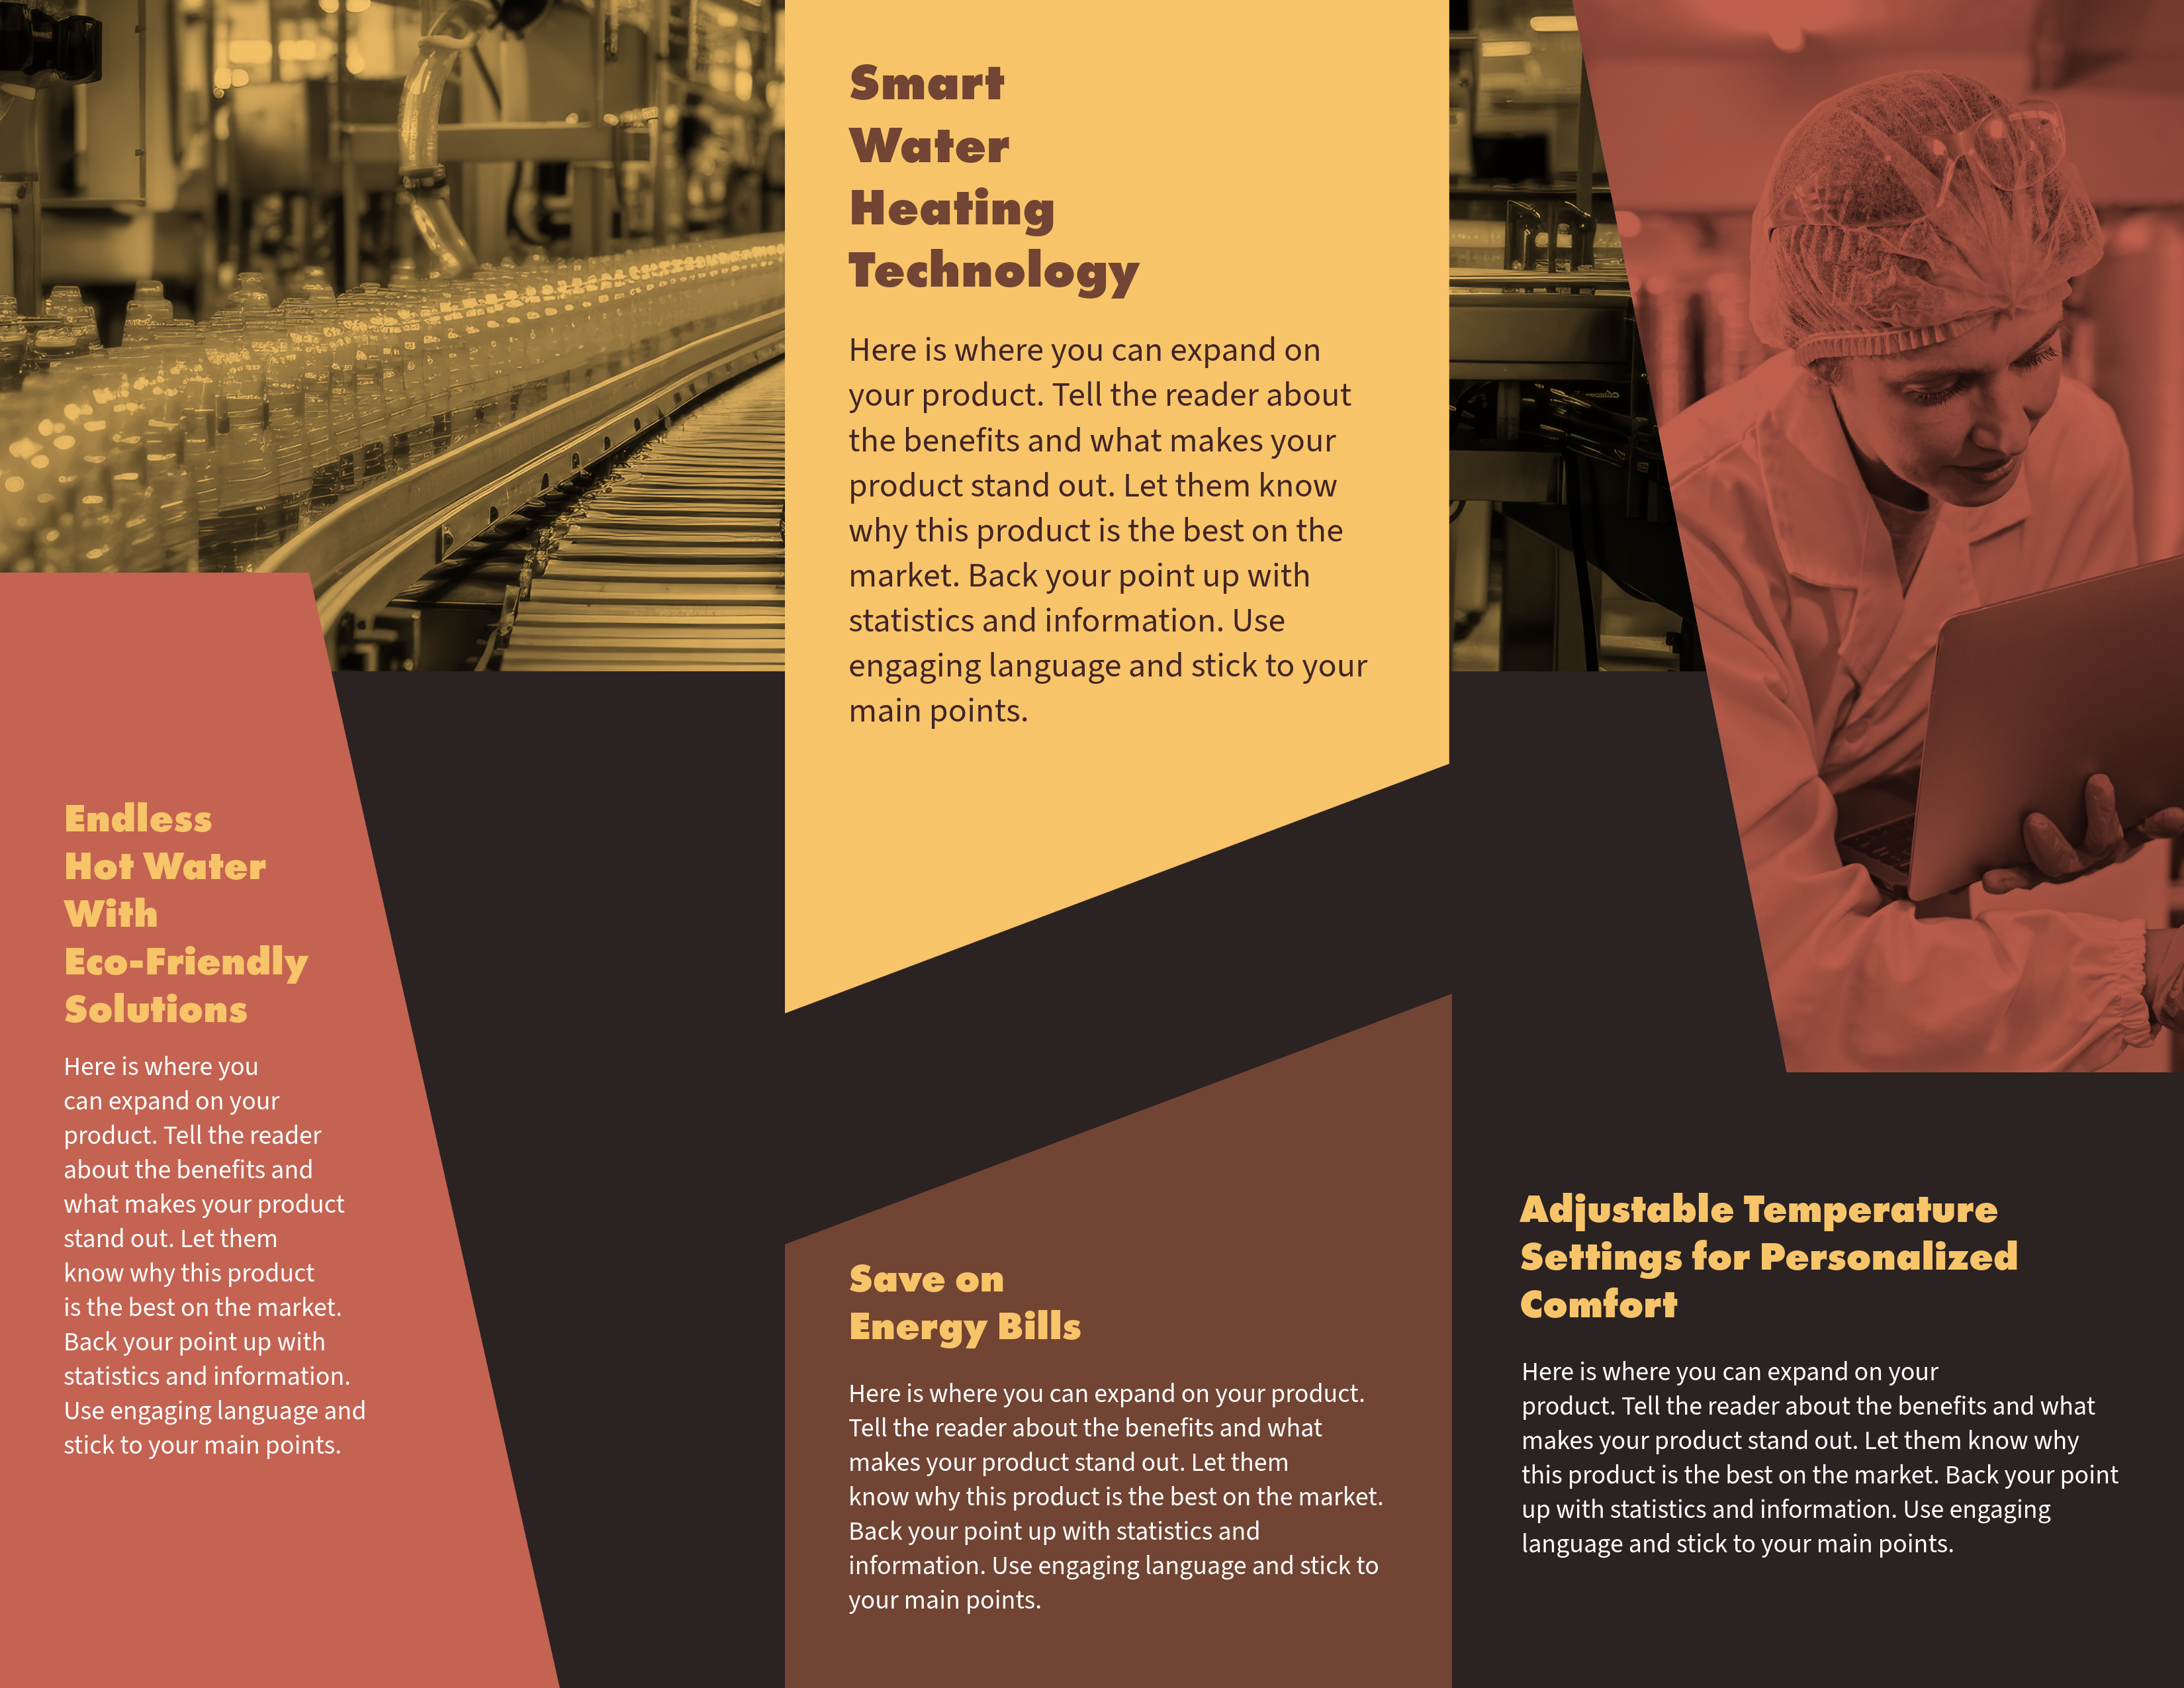 Smart
Water
Heating
Technology
Here is where you can expand on
your product. Tell the reader about
the benefits and what makes your
product stand out. Let them know
why this product is the best on the
market. Back your point up with
statistics and information. Use
engaging language and stick to your
main points.
Endless
Hot Water
With
Eco-Friendly
Solutions
Here is where you
can expand on your
product. Tell the reader
about the benefits and
what makes your product
stand out. Let them
know why this product
is the best on the market.
Back your point up with
statistics and information.
Use engaging language and
stick to your main points.
Save on
Energy Bills
Here is where you can expand on your product.
Tell the reader about the benefits and what
makes your product stand out. Let them
know why this product is the best on the market.
Back your point up with statistics and
information. Use engaging language and stick to
your main points.
Adjustable Temperature
Settings for Personalized
Comfort
Here is where you can expand on your
product. Tell the reader about the benefits and what
makes your product stand out. Let them know why
this product is the best on the market. Back your point
up with statistics and information. Use engaging
language and stick to your main points.